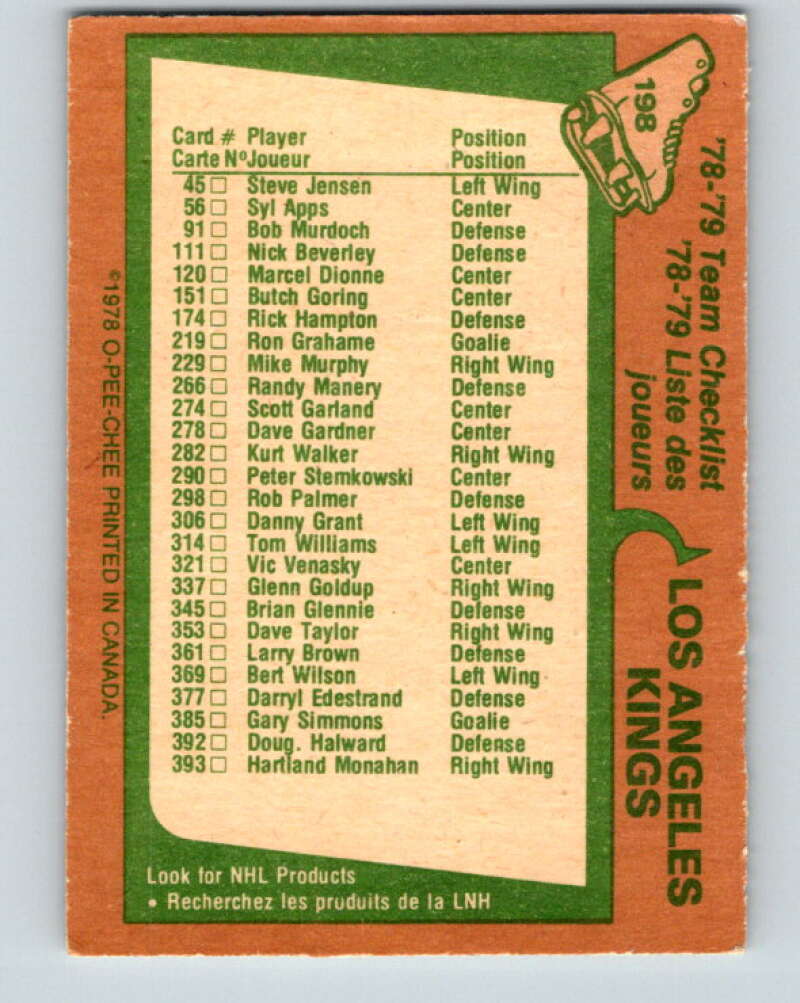 198
'78-'79 Team Checklist
'78-'79 Liste des
joueurs
LOS ANGELES
KINGS
Card # Player Position
Carte Nº Joueur Position
45 Steve Jensen Left Wing
56 Syl Apps Center
91 Bob Murdoch Defense
111 Nick Beverley Defense
120 Marcel Dionne Center
151 Butch Goring Center
174 Rick Hampton Defense
219 Ron Grahame Goalie
229 Mike Murphy Right Wing
266 Randy Manery Defense
274 Scott Garland Center
278 Dave Gardner Center
282 Kurt Walker Right Wing
290 Peter Stemkowski Center
298 Rob Palmer Defense
306 Danny Grant Left Wing
314 Tom Williams Left Wing
321 Vic Venasky Center
337 Glenn Goldup Right Wing
345 Brian Glennie Defense
353 Dave Taylor Right Wing
361 Larry Brown Defense
369 Bert Wilson Left Wing
377 Darryl Edestrand Defense
385 Gary Simmons Goalie
392 Doug. Halward Defense
393 Hartland Monahan Right Wing
Look for NHL Products
• Recherchez les produits de la LNH
©1978 O-PEE-CHEE PRINTED IN CANADA.